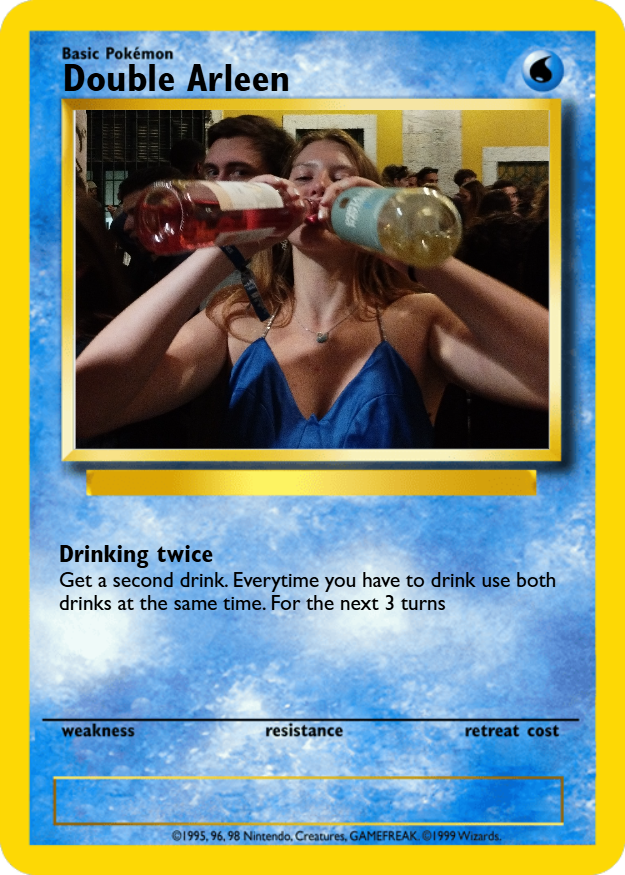 Basic Pokémon
Double Arleen
Drinking twice
Get a second drink. Everytime you have to drink use both
drinks at the same time. For the next 3 turns
weakness resistance retreat cost
©1995, 96, 98 Nintendo, Creatures, GAMEFREAK. ©1999 Wizards.